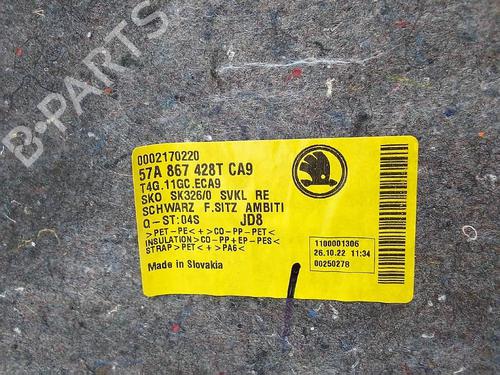 B-PARTS
0002170220
57A 867 428T CA9
T4G.11GC.ECA9
SKO SK326/0 SVKL RE
SCHWARZ F.SITZ AMBITI
Q-ST:04S JD8
>PET-PE<+>CO-PP-PET<
INSULATION>CO-PP+EP-PES<
STRAP>PET<+>PA6<
Made in Slovakia
1100001306
26.10.22 11:34
00250278